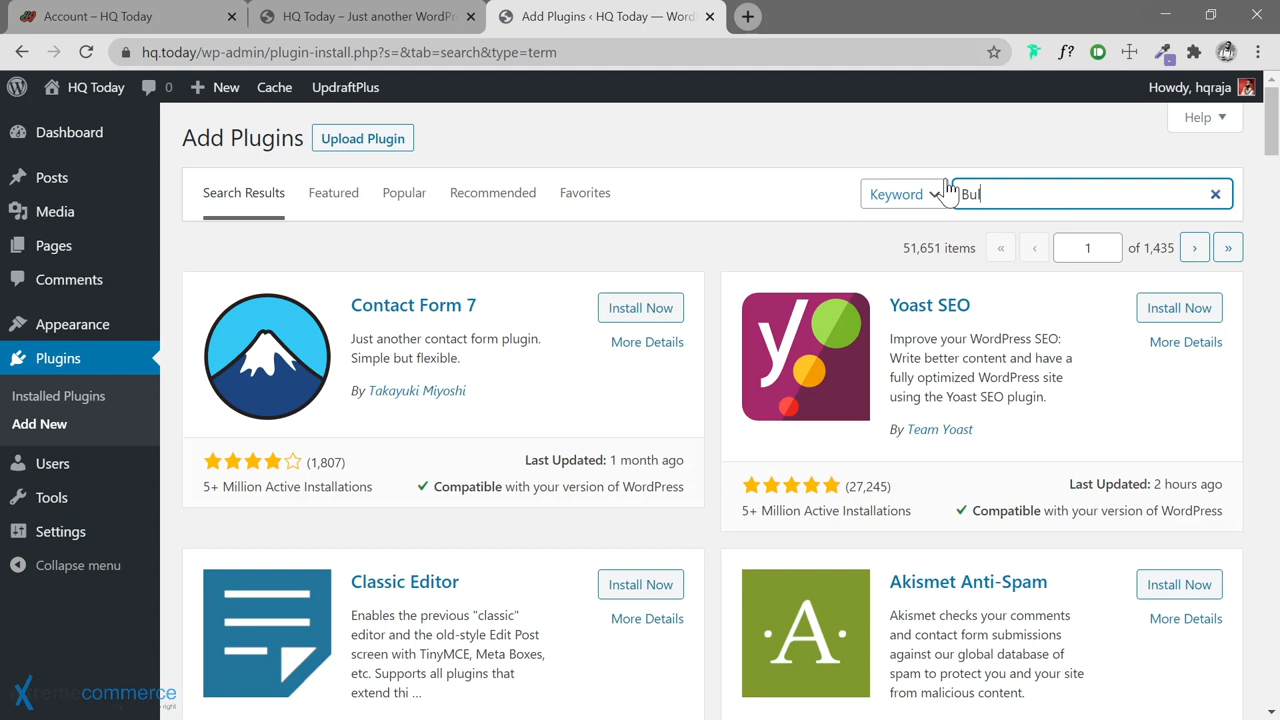 Account – HQ Today
HQ Today – Just another WordPr
Add Plugins ‹ HQ Today — Word
hq.today/wp-admin/plugin-install.php?s=&tab=search&type=term
f?
HQ Today
0
New
Cache
UpdraftPlus
Howdy, hqraja
Dashboard
Posts
Media
Pages
Comments
Appearance
Plugins
Installed Plugins
Add New
Users
Tools
Settings
Collapse menu
Help
Add Plugins
Upload Plugin
Search Results
Featured
Popular
Recommended
Favorites
Keyword
Bul
51,651 items
«
‹
1
of 1,435
›
»
Contact Form 7
Install Now
More Details
Just another contact form plugin.
Simple but flexible.
By Takayuki Miyoshi
(1,807)
Last Updated: 1 month ago
5+ Million Active Installations
Compatible with your version of WordPress
Yoast SEO
Install Now
More Details
Improve your WordPress SEO:
Write better content and have a
fully optimized WordPress site
using the Yoast SEO plugin.
By Team Yoast
(27,245)
Last Updated: 2 hours ago
5+ Million Active Installations
Compatible with your version of WordPress
Classic Editor
Install Now
More Details
Enables the previous "classic"
editor and the old-style Edit Post
screen with TinyMCE, Meta Boxes,
etc. Supports all plugins that
extend thi ...
Akismet Anti-Spam
Install Now
More Details
Akismet checks your comments
and contact form submissions
against our global database of
spam to protect you and your site
from malicious content.
extremecommerce